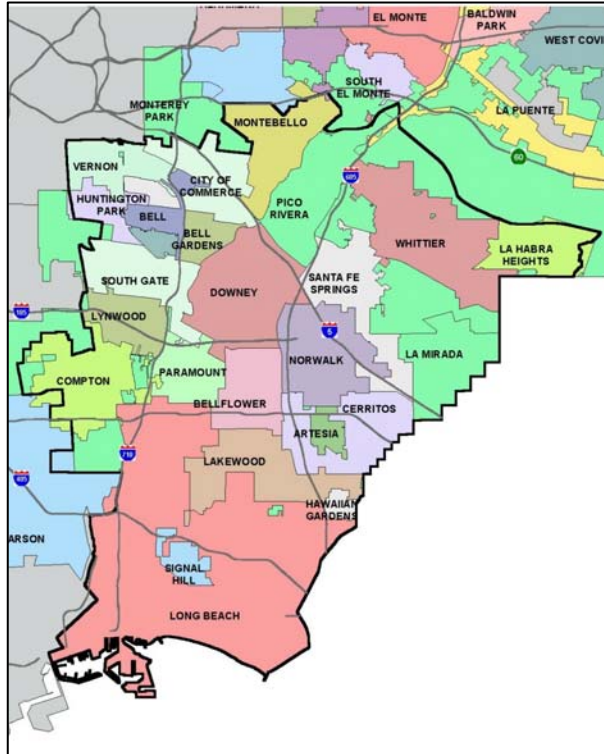 EL MONTE
BALDWIN
PARK
WEST COVI
SOUTH
EL MONTE
MONTEREY
PARK
LA PUENTE
MONTEBELLO
60
VERNON
CITY OF
COMMERCE
605
HUNTINGTON
PARK
BELL
PICO
RIVERA
BELL
GARDENS
WHITTIER
LA HABRA
HEIGHTS
SOUTH GATE
DOWNEY
SANTA FE
SPRINGS
105
LYNWOOD
5
NORWALK
LA MIRADA
COMPTON
PARAMOUNT
BELLFLOWER
CERRITOS
ARTESIA
710
LAKEWOOD
405
HAWAIIAN
GARDENS
ARSON
SIGNAL
HILL
LONG BEACH